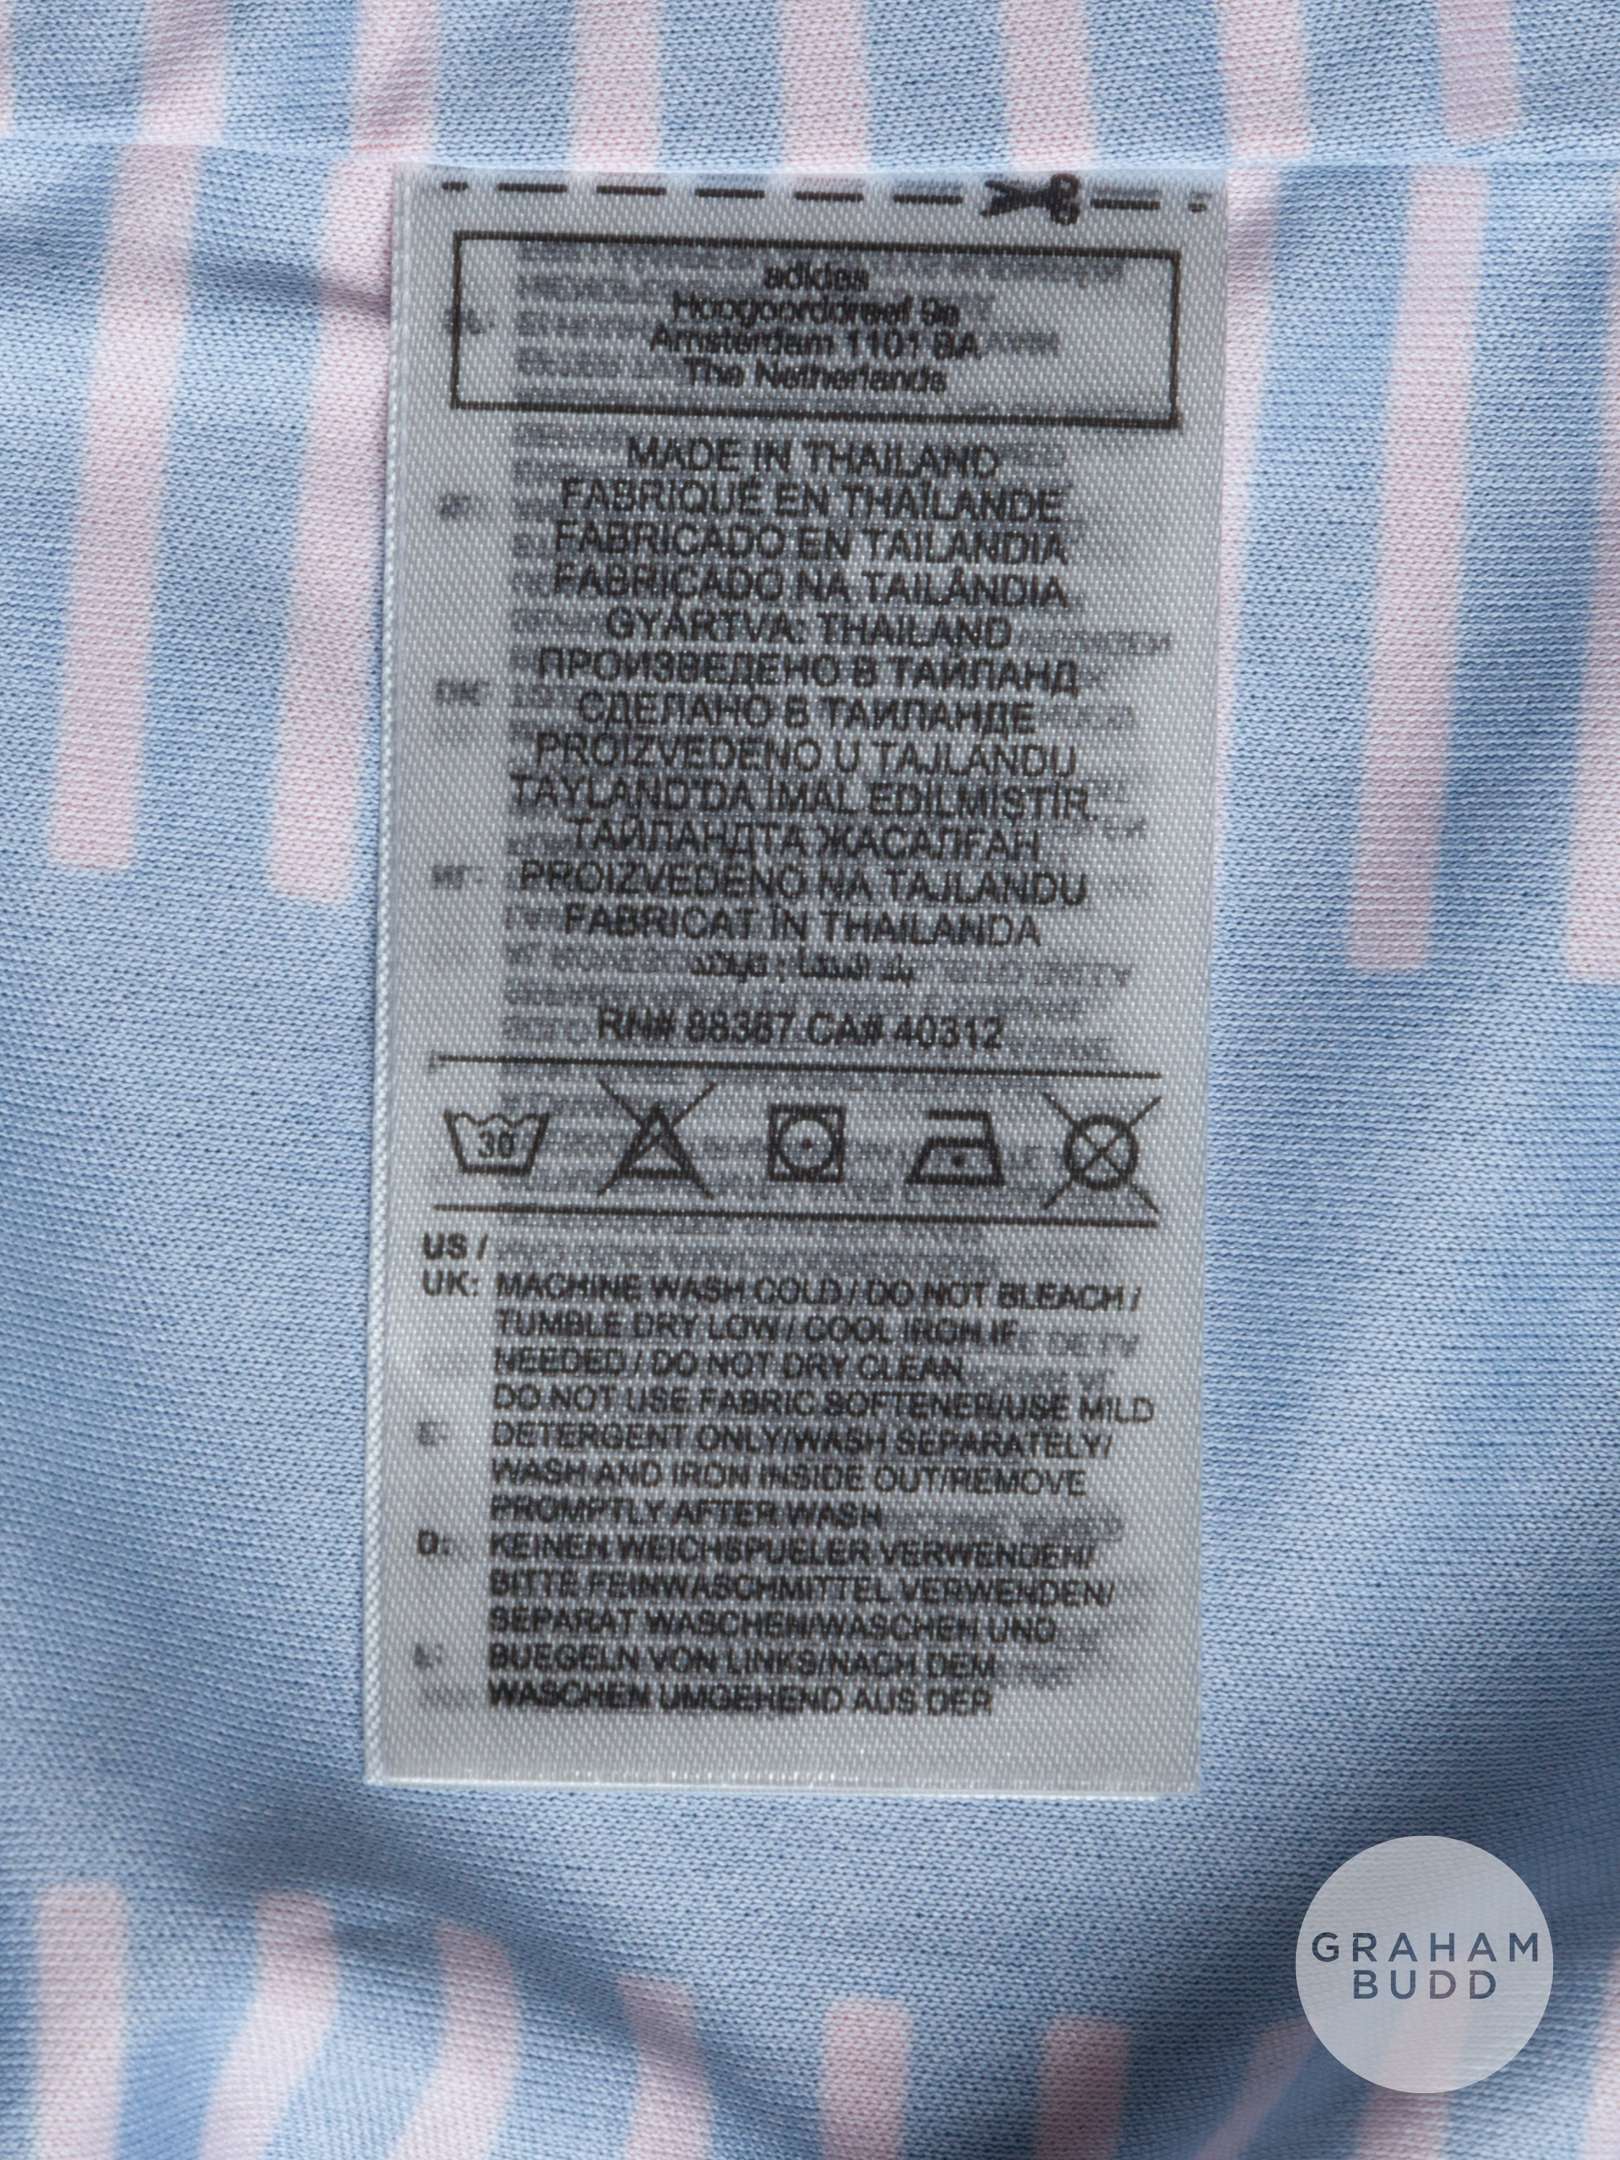 adidas
Hoogoorddreef 9a
Amsterdam 1101 BA
The Netherlands
MADE IN THAILAND
FABRIQUÉ EN THAÏLANDE
FABRICADO EN TAILANDIA
FABRICADO NA TAILÂNDIA
GYÁRTVA: THAILAND
ПРОИЗВЕДЕНО В ТАЙЛАНД
СДЕЛАНО В ТАИЛАНДЕ
PROIZVEDENO U TAJLANDU
TAYLAND'DA İMAL EDİLMİŞTİR
ТАЙЛАНДТА ЖАСАЛҒАН
PROIZVEDENO NA TAJLANDU
FABRICAT ÎN THAILANDA
RN# 88387 CA# 40312
30
US /
UK: MACHINE WASH COLD / DO NOT BLEACH /
TUMBLE DRY LOW / COOL IRON IF
NEEDED / DO NOT DRY CLEAN
DO NOT USE FABRIC SOFTENER/USE MILD
DETERGENT ONLY/WASH SEPARATELY/
WASH AND IRON INSIDE OUT/REMOVE
PROMPTLY AFTER WASH
D: KEINEN WEICHSPUELER VERWENDEN/
BITTE FEINWASCHMITTEL VERWENDEN/
SEPARAT WASCHEN/WASCHEN UND
BUEGELN VON LINKS/NACH DEM
WASCHEN UMGEHEND AUS DER
GRAHAM
BUDD